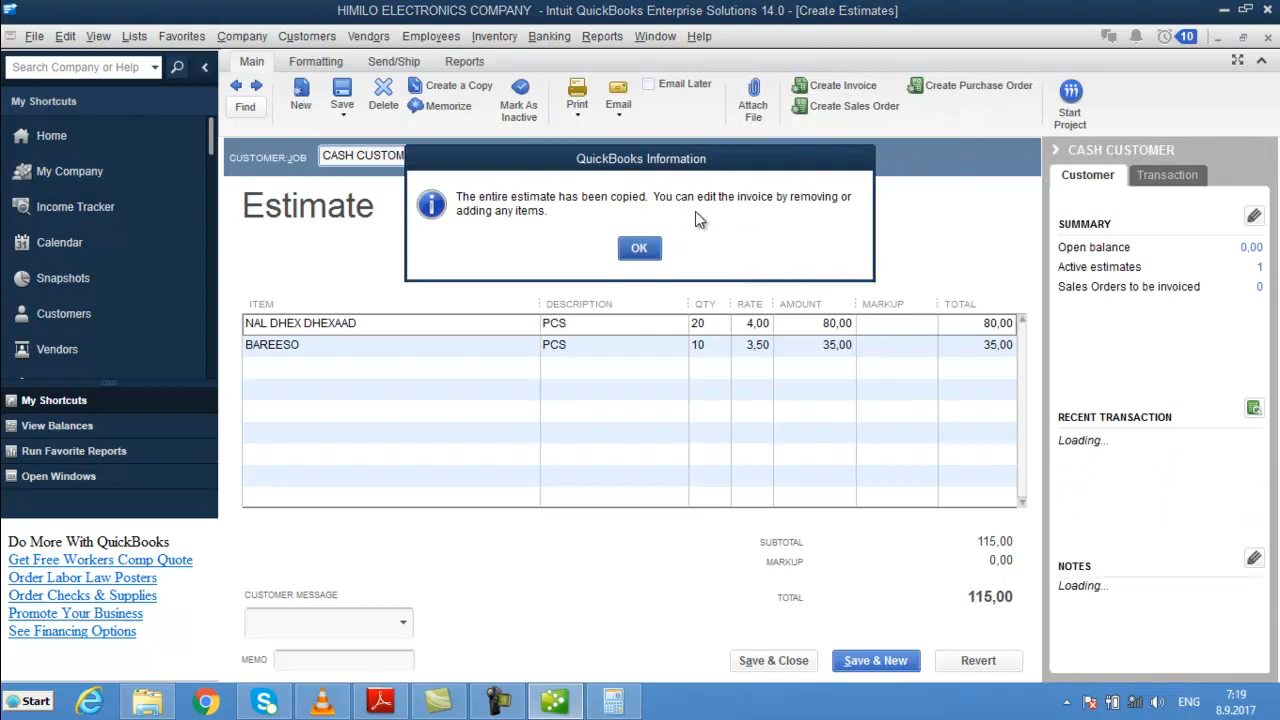 HIMILO ELECTRONICS COMPANY - Intuit QuickBooks Enterprise Solutions 14.0 - [Create Estimates]
File Edit View Lists Favorites Company Customers Vendors Employees Inventory Banking Reports Window Help 10
Search Company or Help
Main Formatting Send/Ship Reports
Find New Save Delete Create a Copy Memorize Mark As Inactive Print Email Email Later Attach File Create Invoice Create Sales Order Create Purchase Order Start Project
My Shortcuts
Home
My Company
Income Tracker
Calendar
Snapshots
Customers
Vendors
My Shortcuts
View Balances
Run Favorite Reports
Open Windows
Do More With QuickBooks
Get Free Workers Comp Quote
Order Labor Law Posters
Order Checks & Supplies
Promote Your Business
See Financing Options
CUSTOMER:JOB CASH CUSTOM
Estimate
QuickBooks Information
The entire estimate has been copied. You can edit the invoice by removing or
adding any items.
OK
ITEM DESCRIPTION QTY RATE AMOUNT MARKUP TOTAL
NAL DHEX DHEXAAD PCS 20 4,00 80,00 80,00
BAREESO PCS 10 3,50 35,00 35,00
SUBTOTAL 115,00
MARKUP 0,00
TOTAL 115,00
CUSTOMER MESSAGE
MEMO
Save & Close Save & New Revert
CASH CUSTOMER
Customer Transaction
SUMMARY
Open balance 0,00
Active estimates 1
Sales Orders to be invoiced 0
RECENT TRANSACTION
Loading...
NOTES
Loading...
Start
ENG
7:19
8.9.2017